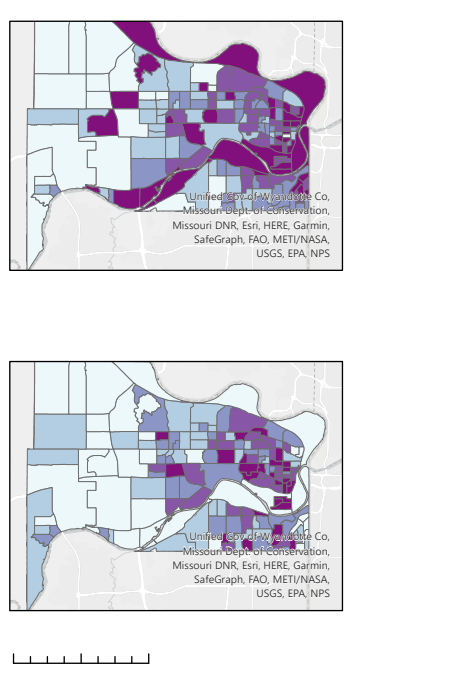 Unified Gov of Wyandotte Co,
Missouri Dept. of Conservation,
Missouri DNR, Esri, HERE, Garmin,
SafeGraph, FAO, METI/NASA,
USGS, EPA, NPS
Unified Gov of Wyandotte Co,
Missouri Dept. of Conservation,
Missouri DNR, Esri, HERE, Garmin,
SafeGraph, FAO, METI/NASA,
USGS, EPA, NPS